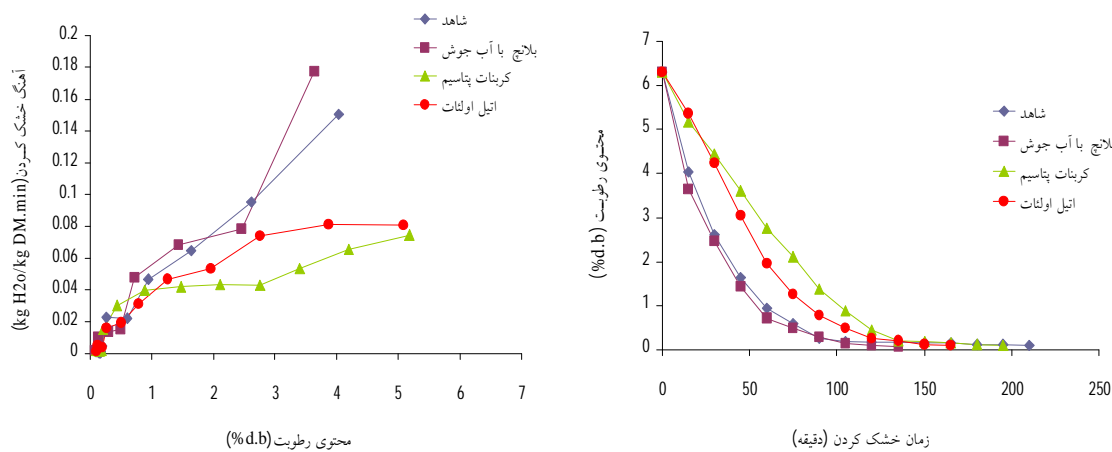 شاهد
بلانچ با آب جوش
کربنات پتاسیم
اتیل اولئات
آهنگ خشک کردن(kg H2o/kg DM.min)
0.2
0.18
0.16
0.14
0.12
0.1
0.08
0.06
0.04
0.02
0
0 1 2 3 4 5 6 7
محتوی رطوبت(%d.b)
شاهد
بلانچ با آب جوش
کربنات پتاسیم
اتیل اولئات
محتوی رطوبت (%d.b)
7
6
5
4
3
2
1
0
0 50 100 150 200 250
زمان خشک کردن (دقیقه)